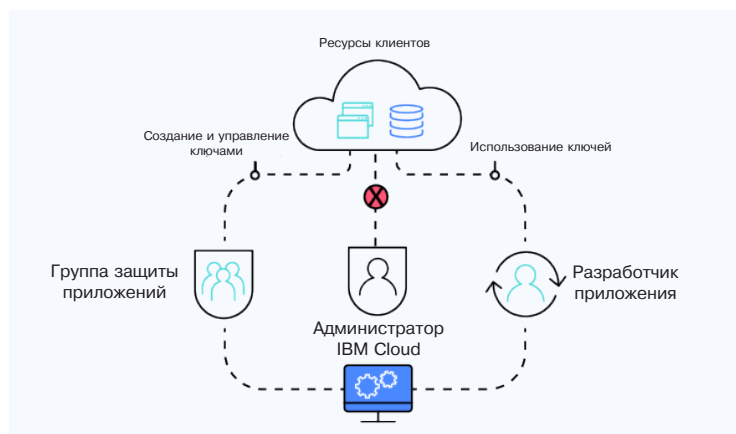 Ресурсы клиентов
Создание и управление
ключами
Использование ключей
Группа защиты
приложений
Администратор
IBM Cloud
Разработчик
приложения